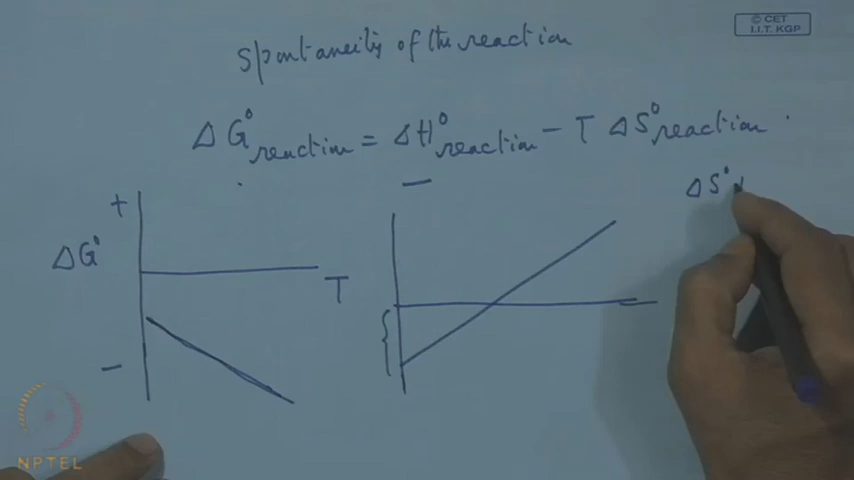 © CET
I.I.T. KGP
Spontaneity of the reaction
ΔG°reaction = ΔH°reaction - T ΔS°reaction.
+
ΔG°
T
-
-
ΔS°
NPTEL